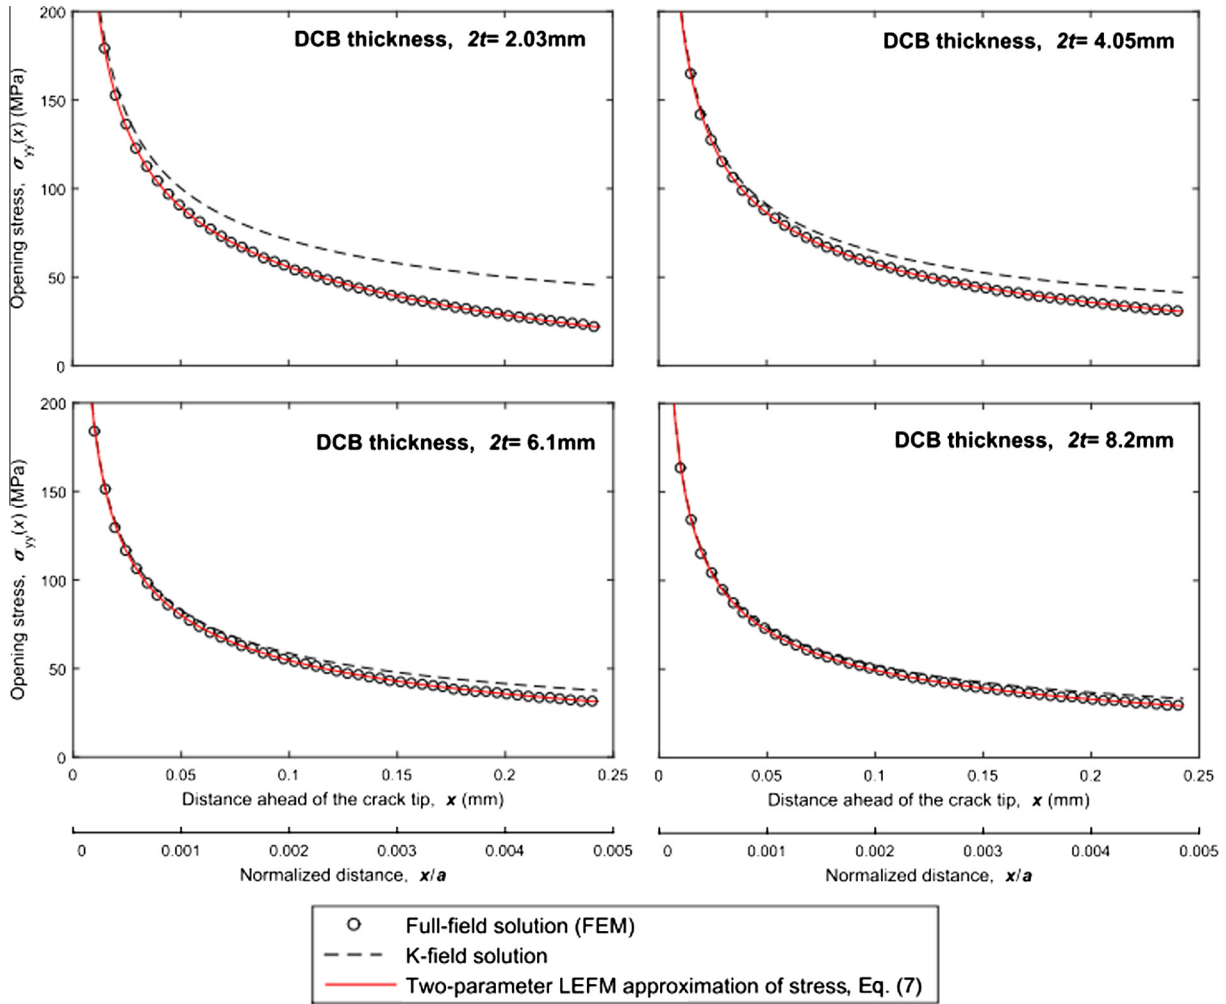 DCB thickness, 2t= 2.03mm
DCB thickness, 2t= 4.05mm
200
150
100
50
0
Opening stress, σyy(x) (MPa)
DCB thickness, 2t= 6.1mm
DCB thickness, 2t= 8.2mm
200
150
100
50
0
Opening stress, σyy(x) (MPa)
0 0.05 0.1 0.15 0.2 0.25
Distance ahead of the crack tip, x (mm)
0 0.001 0.002 0.003 0.004 0.005
Normalized distance, x/a
0 0.05 0.1 0.15 0.2 0.25
Distance ahead of the crack tip, x (mm)
0 0.001 0.002 0.003 0.004 0.005
Normalized distance, x/a
Full-field solution (FEM)
K-field solution
Two-parameter LEFM approximation of stress, Eq. (7)